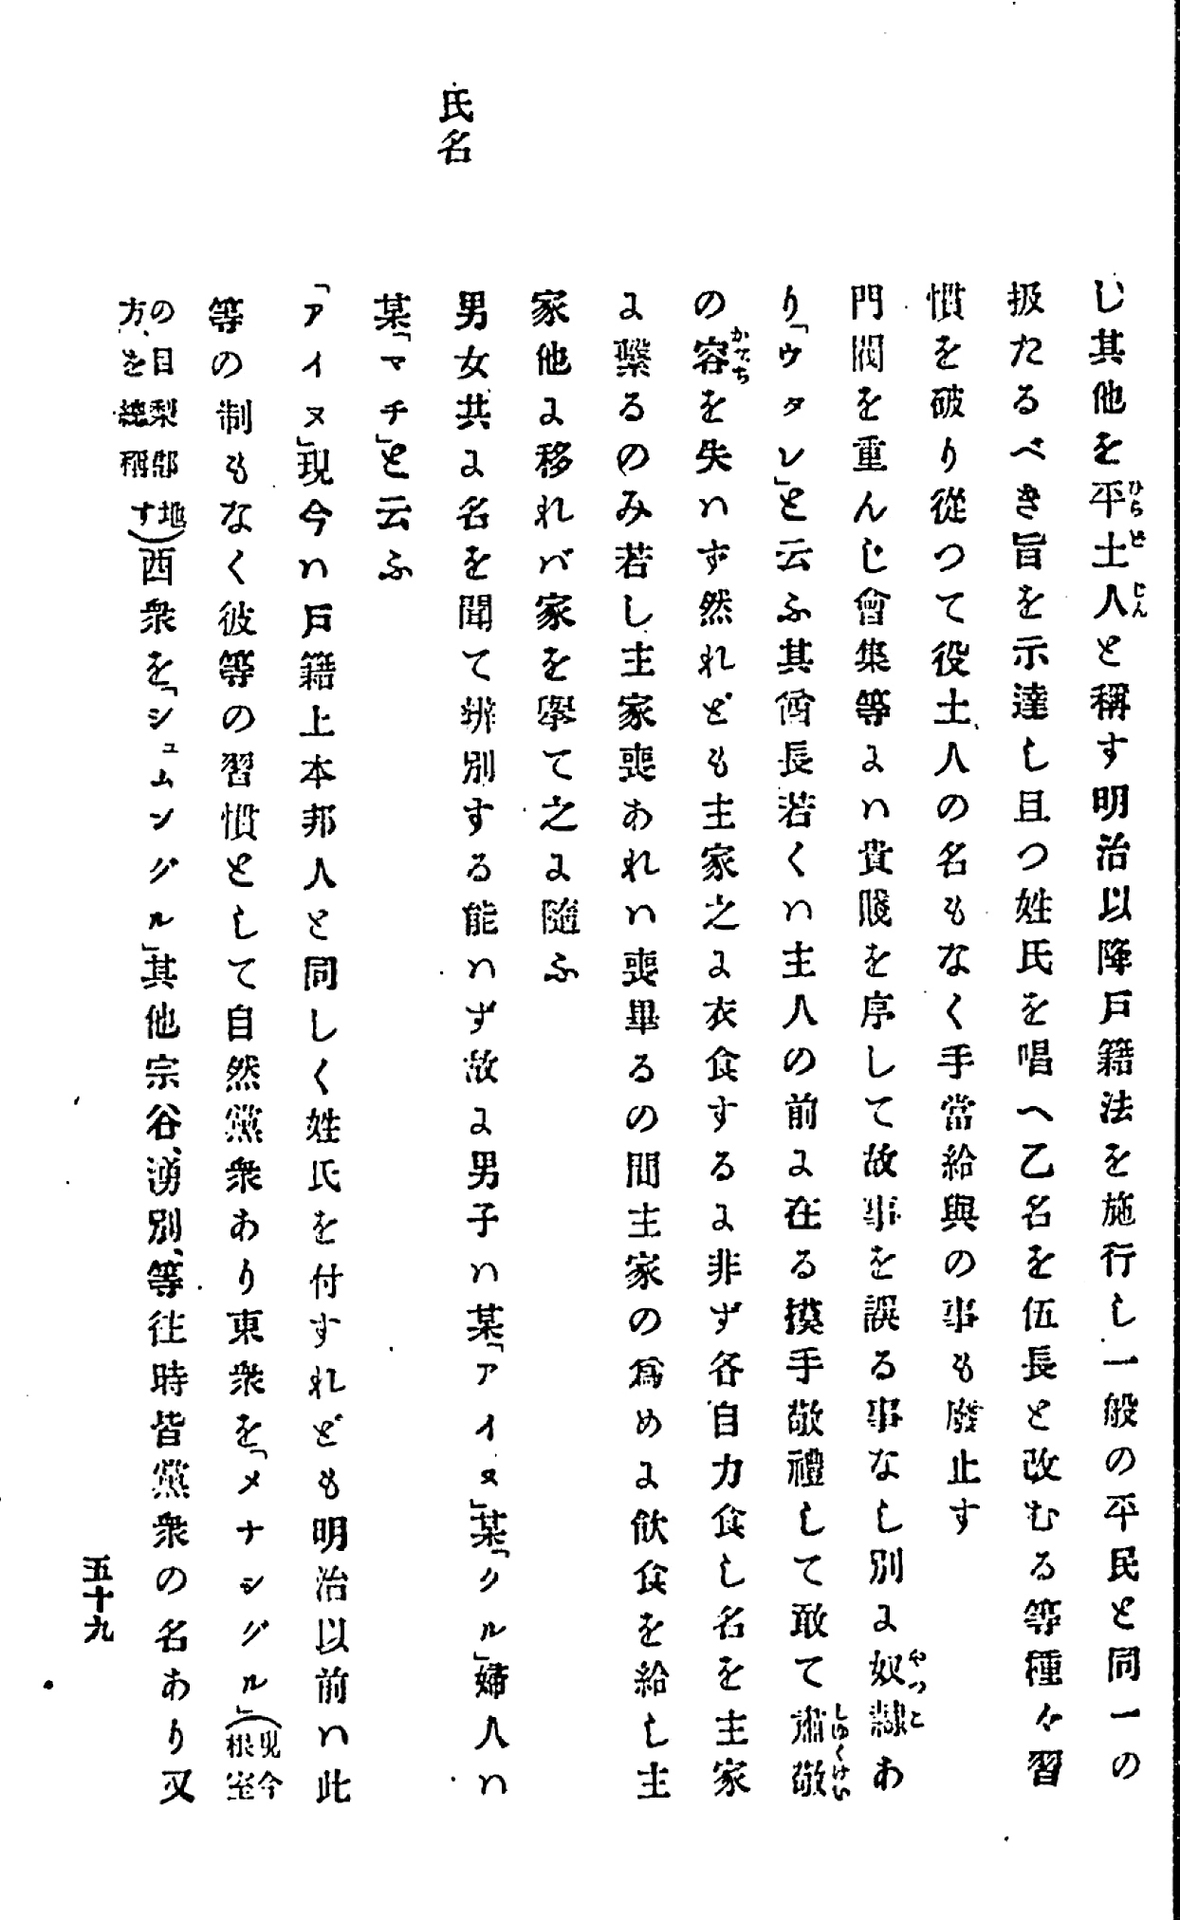 じ其他を平土人と稱す明治以降戸籍法を施行し一般の平民と同一の
扱たるべき旨を示達し且つ姓氏を唱へ乙名を伍長と改むる等種々習
慣を破り從つて役土人の名もなく手當給與の事も廢止す
門閥を重んじ會集等にハ貴賤を序して故事を誤る事なし別に奴隷あ
り「ウタレ」と云ふ其酋長若くハ主人の前に在る摸手敬禮して敢て肅敬
の容を失ハず然れども主家之に衣食するに非ず各自力食し名を主家
に繋るのみ若し主家喪あれハ喪畢るの間主家の爲めに飲食を給し主
家他に移れバ家を擧て之に隨ふ
氏名
男女共に名を聞て辨別する能ハず故に男子ハ某「アイヌ」某「クル」婦人ハ
某「マチ」と云ふ
「アイヌ」現今ハ戸籍上本邦人と同しく姓氏を付すれども明治以前ハ此
等の制もなく彼等の習慣として自然黨衆あり東衆を「メナシグル」(現今根室
の目梨郡地方、を總稱す)西衆を「シュムングル」其他宗谷、湧別、等往時皆黨衆の名あり又
五十九